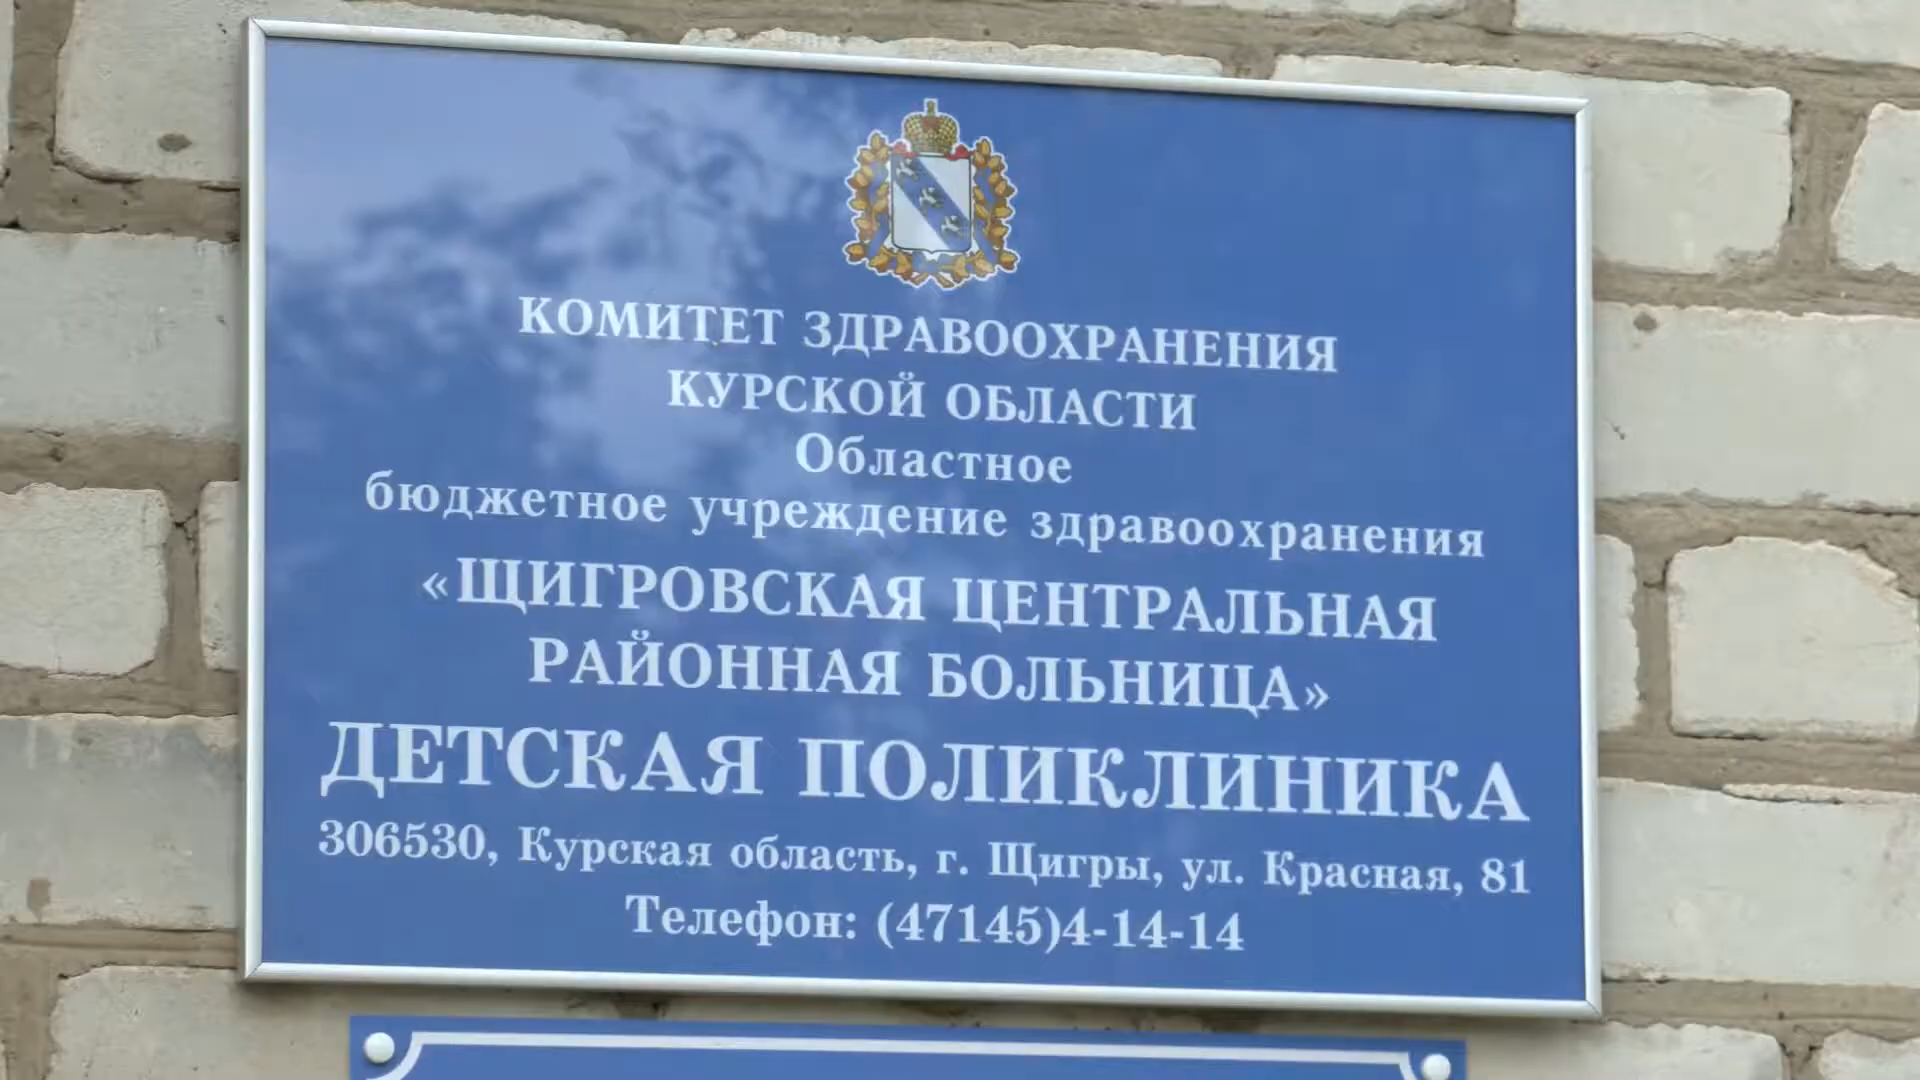 КОМИТЕТ ЗДРАВООХРАНЕНИЯ
КУРСКОЙ ОБЛАСТИ
Областное
бюджетное учреждение здравоохранения
«ЩИГРОВСКАЯ ЦЕНТРАЛЬНАЯ
РАЙОННАЯ БОЛЬНИЦА»
ДЕТСКАЯ ПОЛИКЛИНИКА
306530, Курская область, г. Щигры, ул. Красная, 81
Телефон: (47145)4-14-14